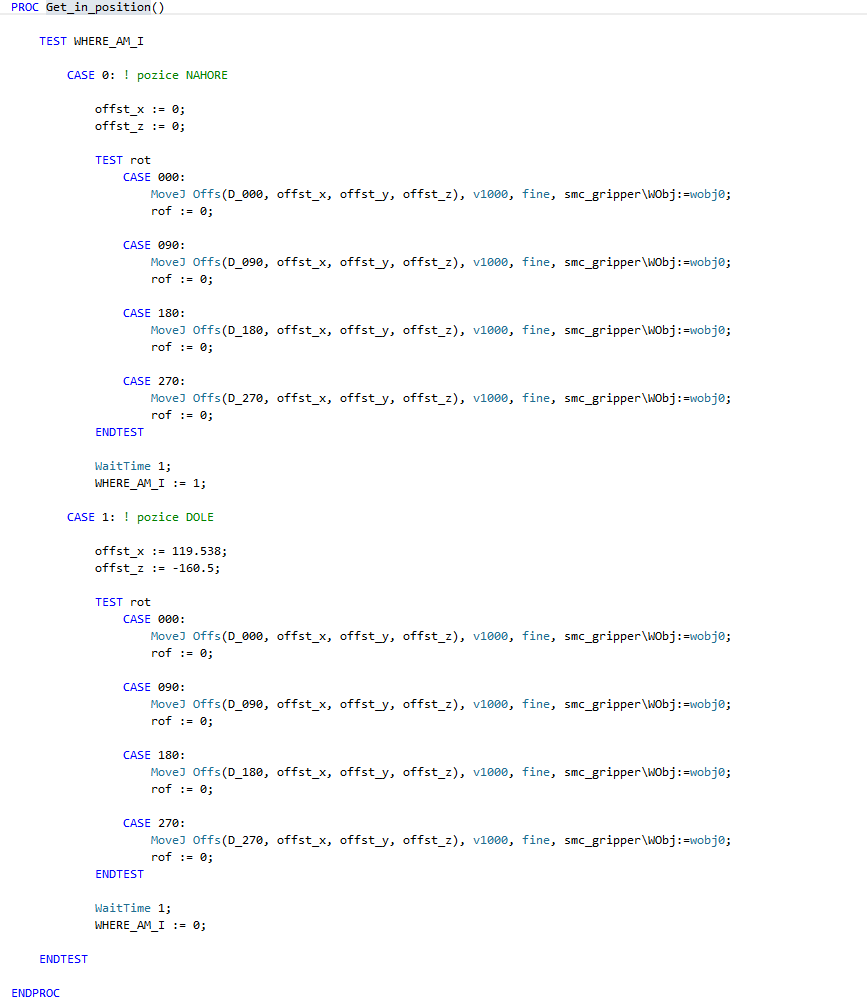 PROC Get_in_position()
TEST WHERE_AM_I
CASE 0: ! pozice NAHORE
offst_x := 0;
offst_z := 0;
TEST rot
CASE 000:
MoveJ Offs(D_000, offst_x, offst_y, offst_z), v1000, fine, smc_gripper\WObj:=wobj0;
rof := 0;
CASE 090:
MoveJ Offs(D_090, offst_x, offst_y, offst_z), v1000, fine, smc_gripper\WObj:=wobj0;
rof := 0;
CASE 180:
MoveJ Offs(D_180, offst_x, offst_y, offst_z), v1000, fine, smc_gripper\WObj:=wobj0;
rof := 0;
CASE 270:
MoveJ Offs(D_270, offst_x, offst_y, offst_z), v1000, fine, smc_gripper\WObj:=wobj0;
rof := 0;
ENDTEST
WaitTime 1;
WHERE_AM_I := 1;
CASE 1: ! pozice DOLE
offst_x := 119.538;
offst_z := -160.5;
TEST rot
CASE 000:
MoveJ Offs(D_000, offst_x, offst_y, offst_z), v1000, fine, smc_gripper\WObj:=wobj0;
rof := 0;
CASE 090:
MoveJ Offs(D_090, offst_x, offst_y, offst_z), v1000, fine, smc_gripper\WObj:=wobj0;
rof := 0;
CASE 180:
MoveJ Offs(D_180, offst_x, offst_y, offst_z), v1000, fine, smc_gripper\WObj:=wobj0;
rof := 0;
CASE 270:
MoveJ Offs(D_270, offst_x, offst_y, offst_z), v1000, fine, smc_gripper\WObj:=wobj0;
rof := 0;
ENDTEST
WaitTime 1;
WHERE_AM_I := 0;
ENDTEST
ENDPROC